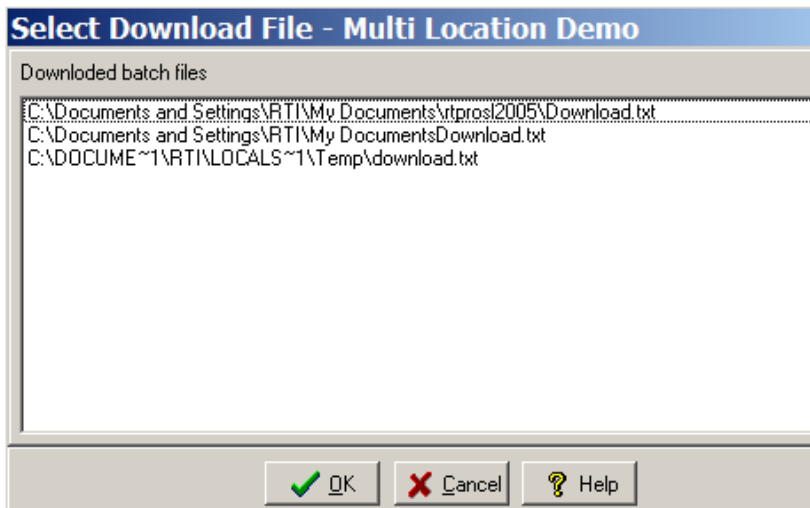 Select Download File - Multi Location Demo
Downloded batch files
C:\Documents and Settings\RTI\My Documents\rtprosl2005\Download.txt
C:\Documents and Settings\RTI\My DocumentsDownload.txt
C:\DOCUME~1\RTI\LOCALS~1\Temp\download.txt
OK Cancel Help